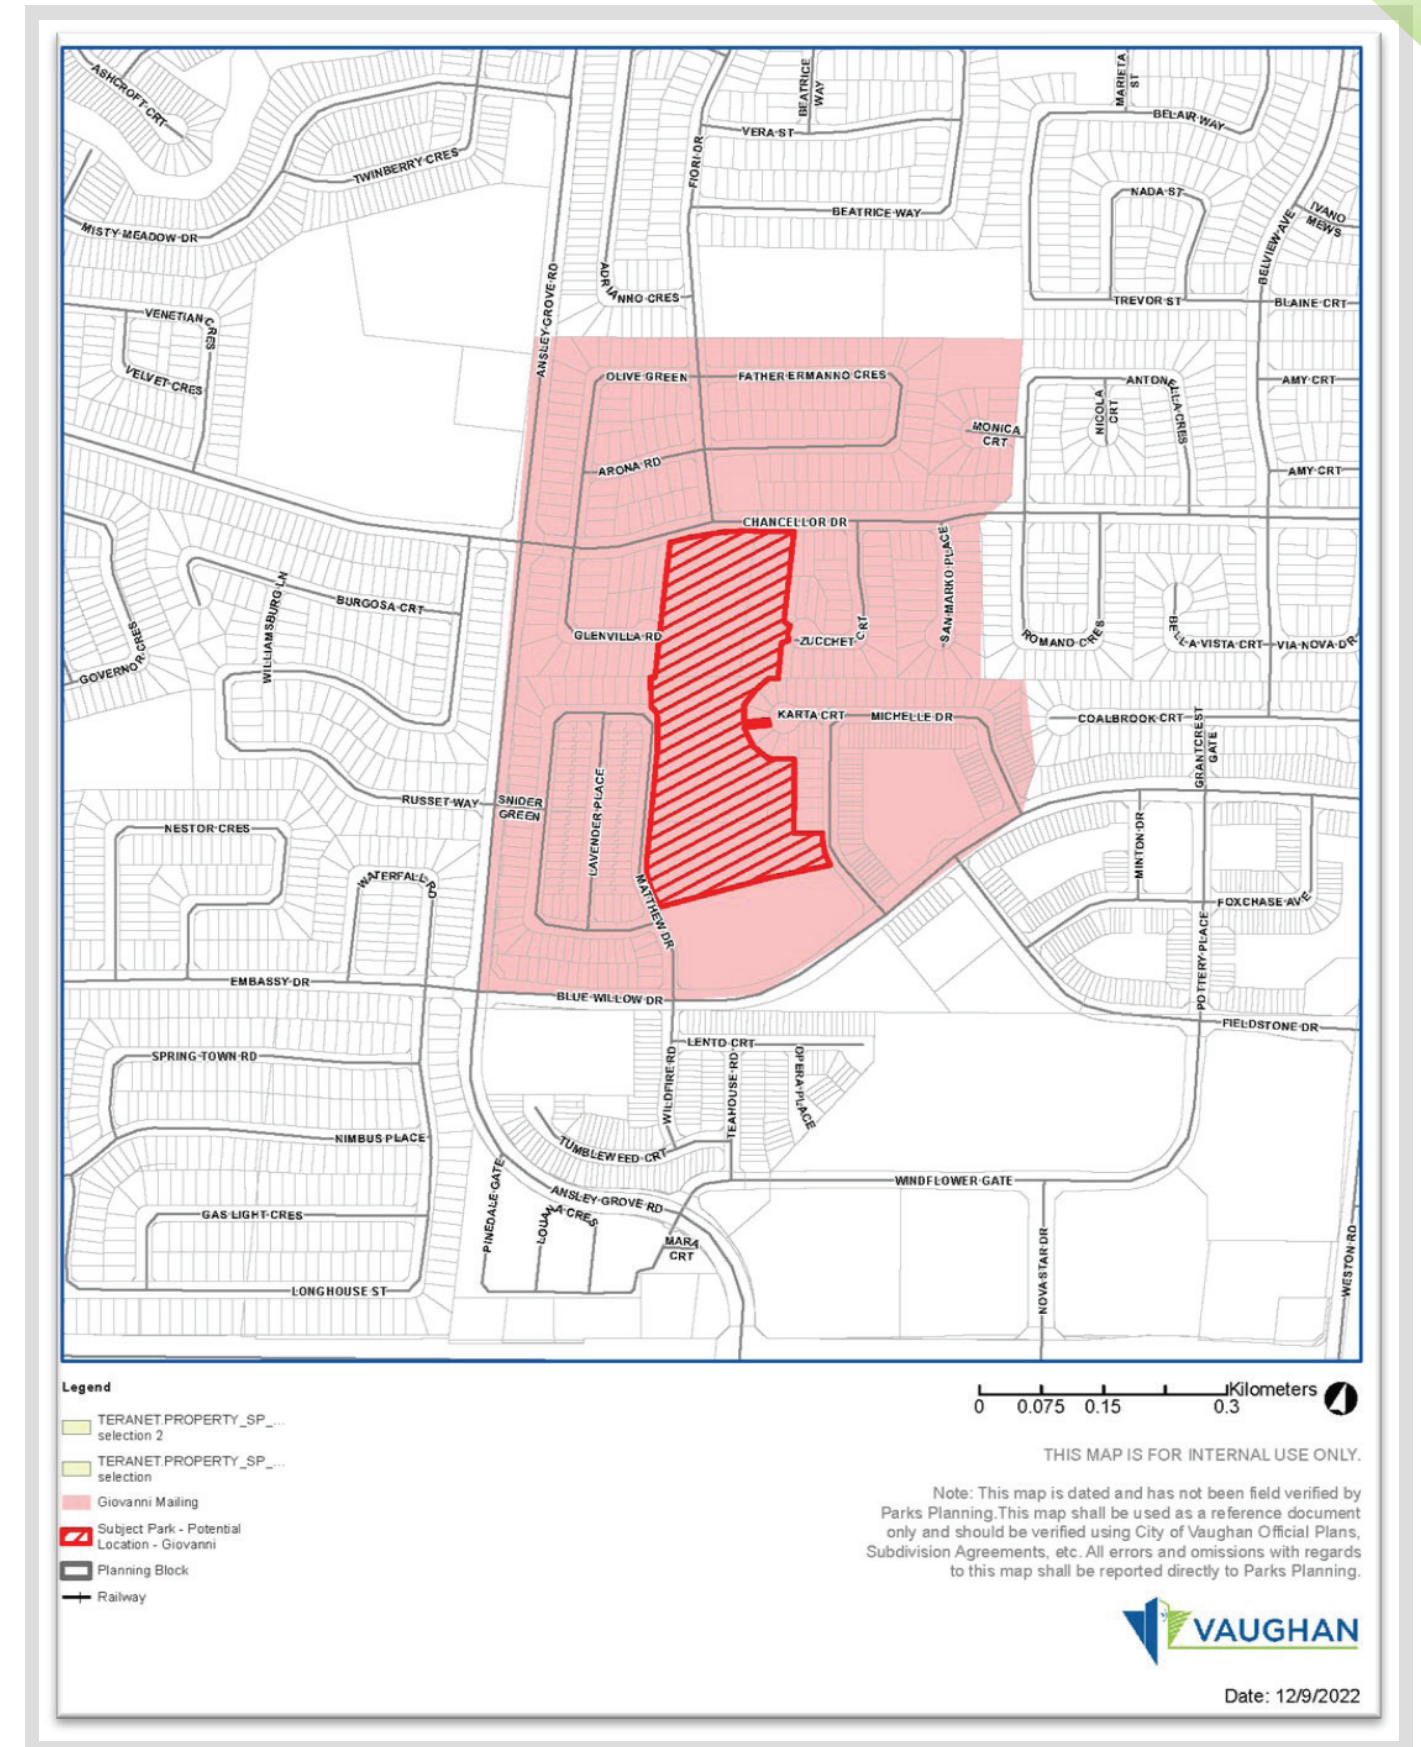 ASHCROFT CRT
TWINBERRY CRES
MISTY MEADOW DR
VENETIAN CRES
VELVET CRES
ANSLEY GROVE RD
ADRIANNO CRES
FIORI DR
BEATRICE
WAY
VERA ST
BEATRICE WAY
MARIETA
ST
BELAIR WAY
NADA ST
BELVIEW AVE
IVANO
MEWS
TREVOR ST
BLAINE CRT
OLIVE GREEN
FATHER ERMANNO CRES
ARONA RD
MONICA
CRT
NICOLA
CRT
ANTONELLA CRES
AMY CRT
AMY CRT
CHANCELLOR DR
SAN MARKO PLACE
ZUCCHET CRT
GLENVILLA RD
ROMANO CRES
BELLA VISTA CRT
VIA NOVA DR
GOVERNOR CRES
WILLIAMSBURG LN
BURGOSA CRT
KARTA CRT
MICHELLE DR
COALBROOK CRT
GRANTCREST
GATE
RUSSET WAY
SNIDER
GREEN
LAVENDER PLACE
NESTOR CRES
WATERFALL RD
MATTHEW DR
MINTON DR
FOXCHASE AVE
POTTERY PLACE
EMBASSY DR
BLUE WILLOW DR
FIELDSTONE DR
SPRING TOWN RD
LENTO CRT
WILDFIRE RD
TEAHOUSE RD
OPERA PLACE
NIMBUS PLACE
TUMBLEWEED CRT
PINEDALE GATE
ANSLEY GROVE RD
WINDFLOWER GATE
GAS LIGHT CRES
LOUANA CRES
MARA
CRT
NOVA STAR DR
WESTON RD
LONGHOUSE ST
Legend
TERANET.PROPERTY_SP_...
selection 2
TERANET.PROPERTY_SP_...
selection
Giovanni Mailing
Subject Park - Potential
Location - Giovanni
Planning Block
Railway
Kilometers
0 0.075 0.15 0.3
THIS MAP IS FOR INTERNAL USE ONLY.
Note: This map is dated and has not been field verified by
Parks Planning.This map shall be used as a reference document
only and should be verified using City of Vaughan Official Plans,
Subdivision Agreements, etc. All errors and omissions with regards
to this map shall be reported directly to Parks Planning.
VAUGHAN
Date: 12/9/2022